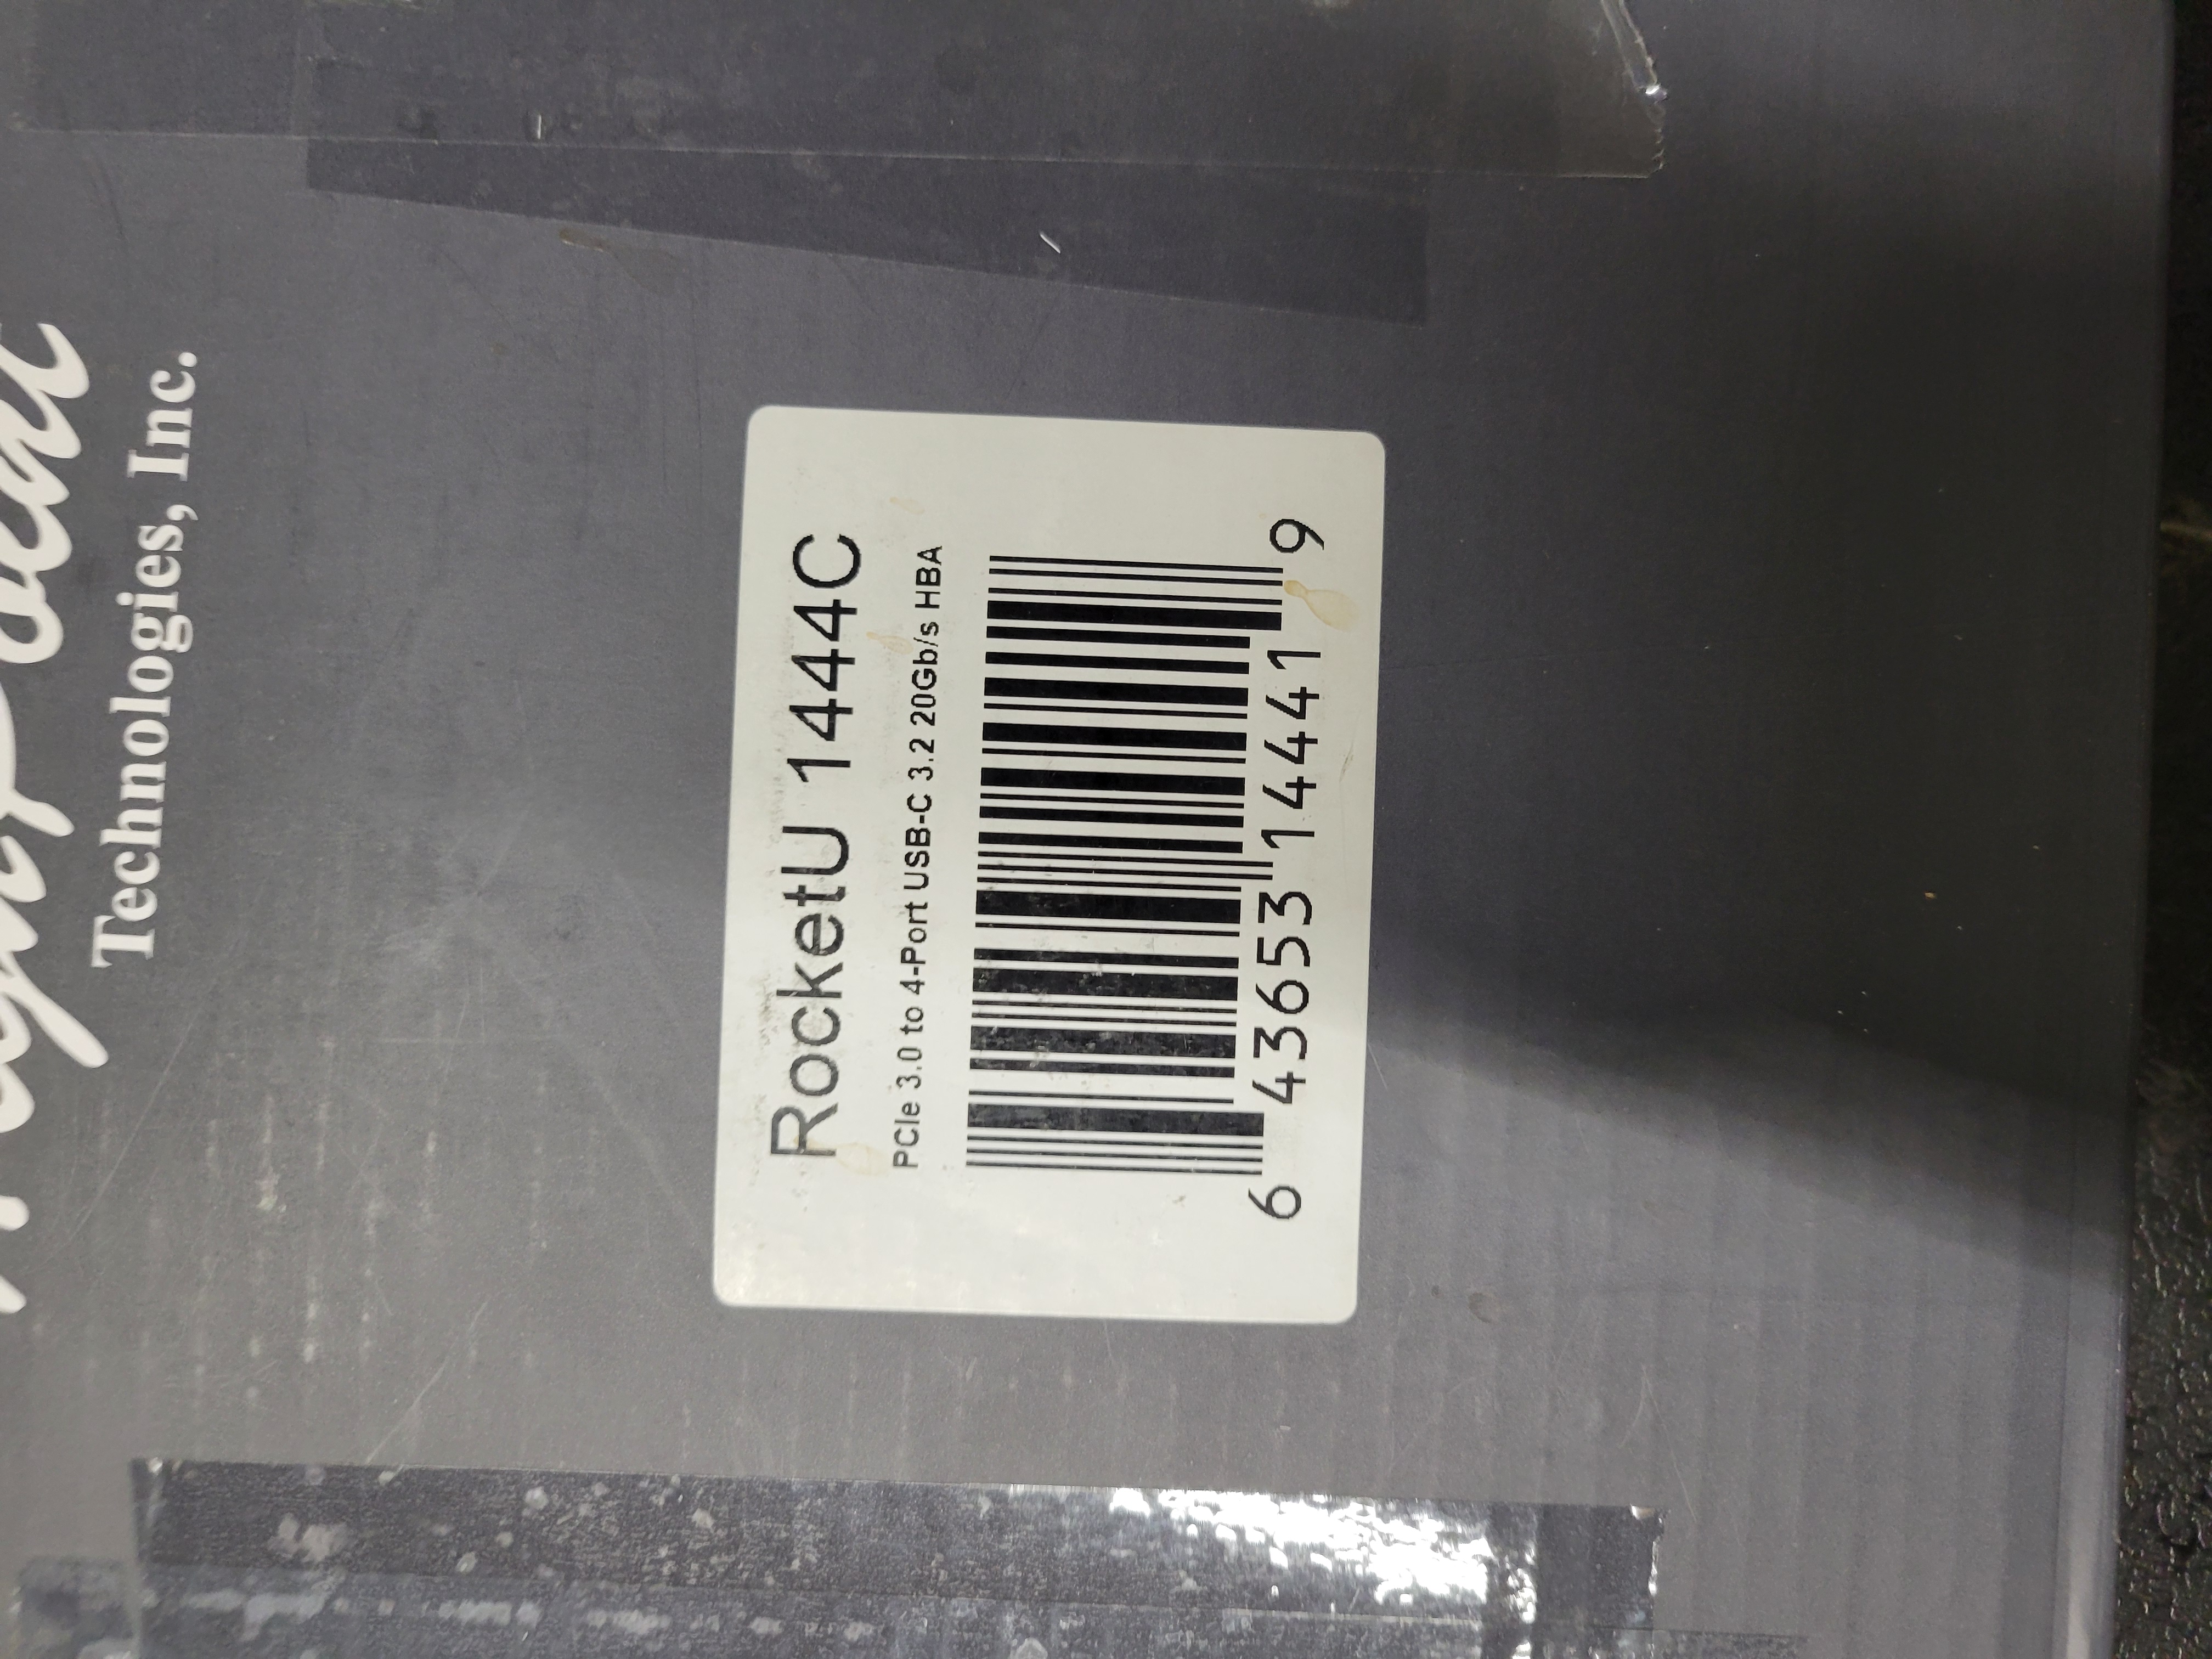 Technologies, Inc.
RocketU 1444C
PCIe 3.0 to 4-Port USB-C 3.2 20Gb/s HBA
6 43653 14441 9